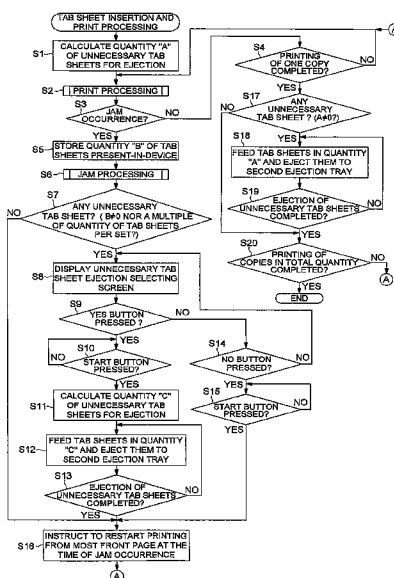 TAB SHEET INSERTION AND
PRINT PROCESSING
S1
CALCULATE QUANTITY "A"
OF UNNECESSARY TAB
SHEETS FOR EJECTION
S2
PRINT PROCESSING
S3
JAM
OCCURRENCE?
NO
YES
S5
STORE QUANTITY "B" OF TAB
SHEETS PRESENT-IN-DEVICE
S6
JAM PROCESSING
S7
NO
ANY UNNECESSARY
TAB SHEET? ( B≠0 NOR A MULTIPLE
OF QUANTITY OF TAB SHEETS
PER SET?)
YES
S8
DISPLAY UNNECESSARY TAB
SHEET EJECTION SELECTING
SCREEN
S9
YES BUTTON
PRESSED ?
NO
YES
S10
NO
START BUTTON
PRESSED?
YES
S11
CALCULATE QUANTITY "C"
OF UNNECESSARY TAB
SHEETS FOR EJECTION
S12
FEED TAB SHEETS IN QUANTITY
"C" AND EJECT THEM TO
SECOND EJECTION TRAY
S13
EJECTION OF
UNNECESSARY TAB SHEETS
COMPLETED?
NO
YES
S14
NO BUTTON
PRESSED?
NO
YES
S15
START BUTTON
PRESSED?
NO
YES
S16
INSTRUCT TO RESTART PRINTING
FROM MOST FRONT PAGE AT THE
TIME OF JAM OCCURRENCE
A
A
S4
PRINTING
OF ONE COPY
COMPLETED?
NO
YES
S17
NO
ANY
UNNECESSARY
TAB SHEET ? (A≠0?)
YES
S18
FEED TAB SHEETS IN QUANTITY
"A" AND EJECT THEM TO
SECOND EJECTION TRAY
S19
EJECTION OF
UNNECESSARY TAB SHEETS
COMPLETED?
NO
YES
S20
PRINTING OF
COPIES IN TOTAL QUANTITY
COMPLETED?
NO
A
YES
END